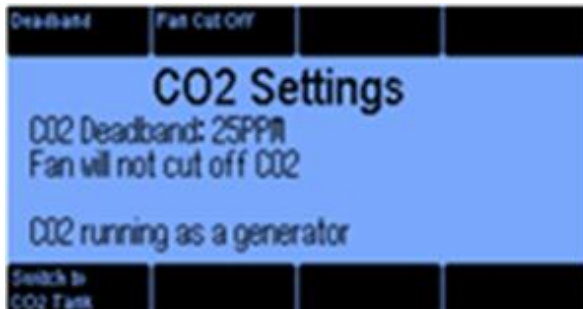 Deadband
Fan Cut Off
CO2 Settings
CO2 Deadband: 25PPM
Fan will not cut off CO2
CO2 running as a generator
Switch to
CO2 Tank